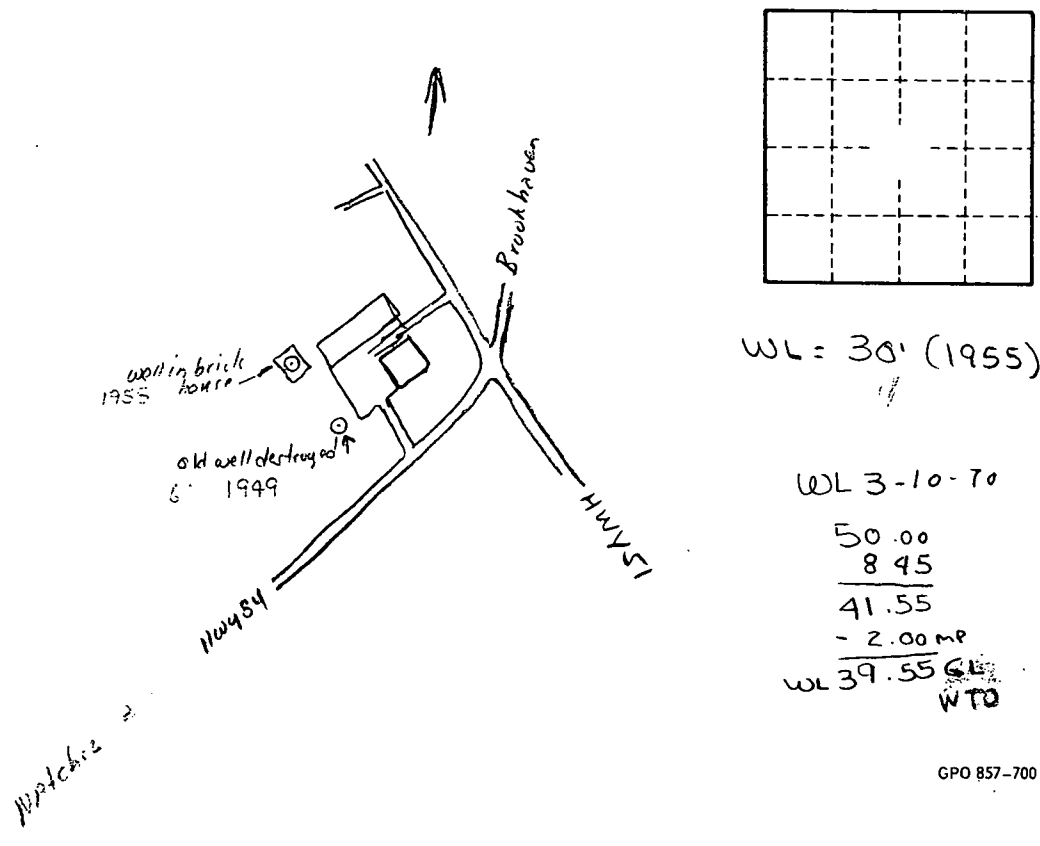 Brookhaven
well in brick
1955 house
old well destroyed
6" 1949
HWY 51
Hwy 84
WL = 30' (1955)
WL 3-10-70
50.00
8 45
41.55
- 2.00 MP
WL 39.55 GL
WTO
GPO 857-700